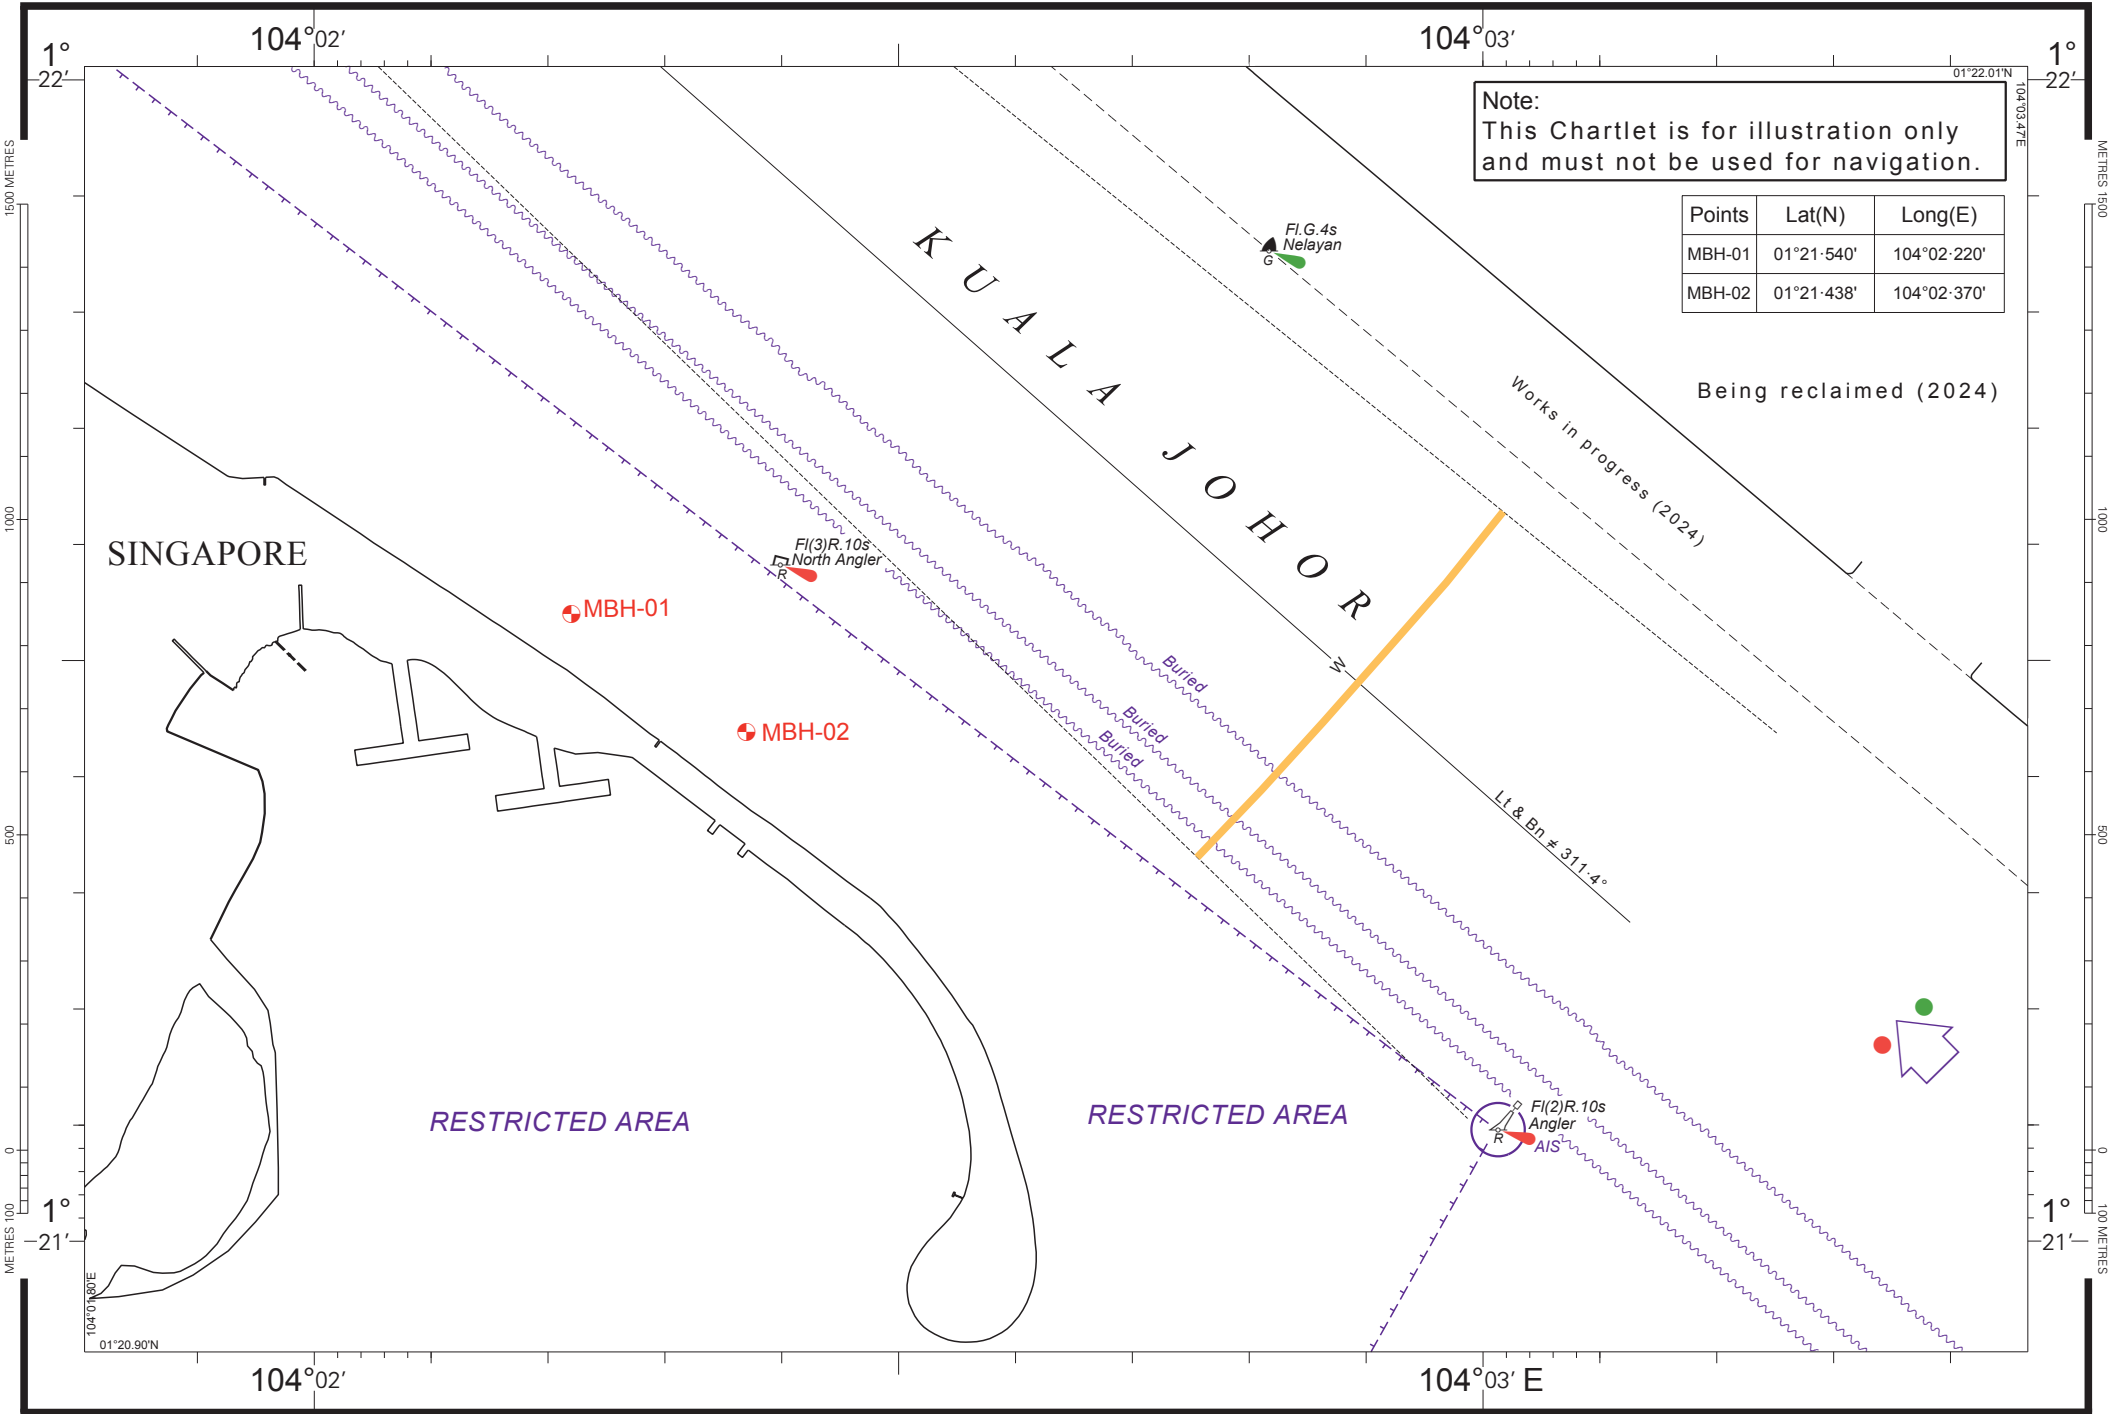 104°02′
104°03′
1°
22′
1°
22′
01°22.01'N
104°03.47'E
Note:
This Chartlet is for illustration only
and must not be used for navigation.
Points Lat(N) Long(E)
MBH-01 01°21·540' 104°02·220'
MBH-02 01°21·438' 104°02·370'
1500 METRES
METRES 1500
Fl.G.4s
Nelayan
G
KUALA JOHOR
Works in progress (2024)
Being reclaimed (2024)
1000
1000
SINGAPORE
Fl(3)R.10s
North Angler
R
MBH-01
MBH-02
W
Buried
Buried
Buried
Lt & Bn ≠ 311·4°
500
500
RESTRICTED AREA
RESTRICTED AREA
Fl(2)R.10s
Angler
R
AIS
0
0
METRES 100
100 METRES
1°
21′
1°
21′
104°01.80'E
01°20.90'N
104°02′
104°03′ E